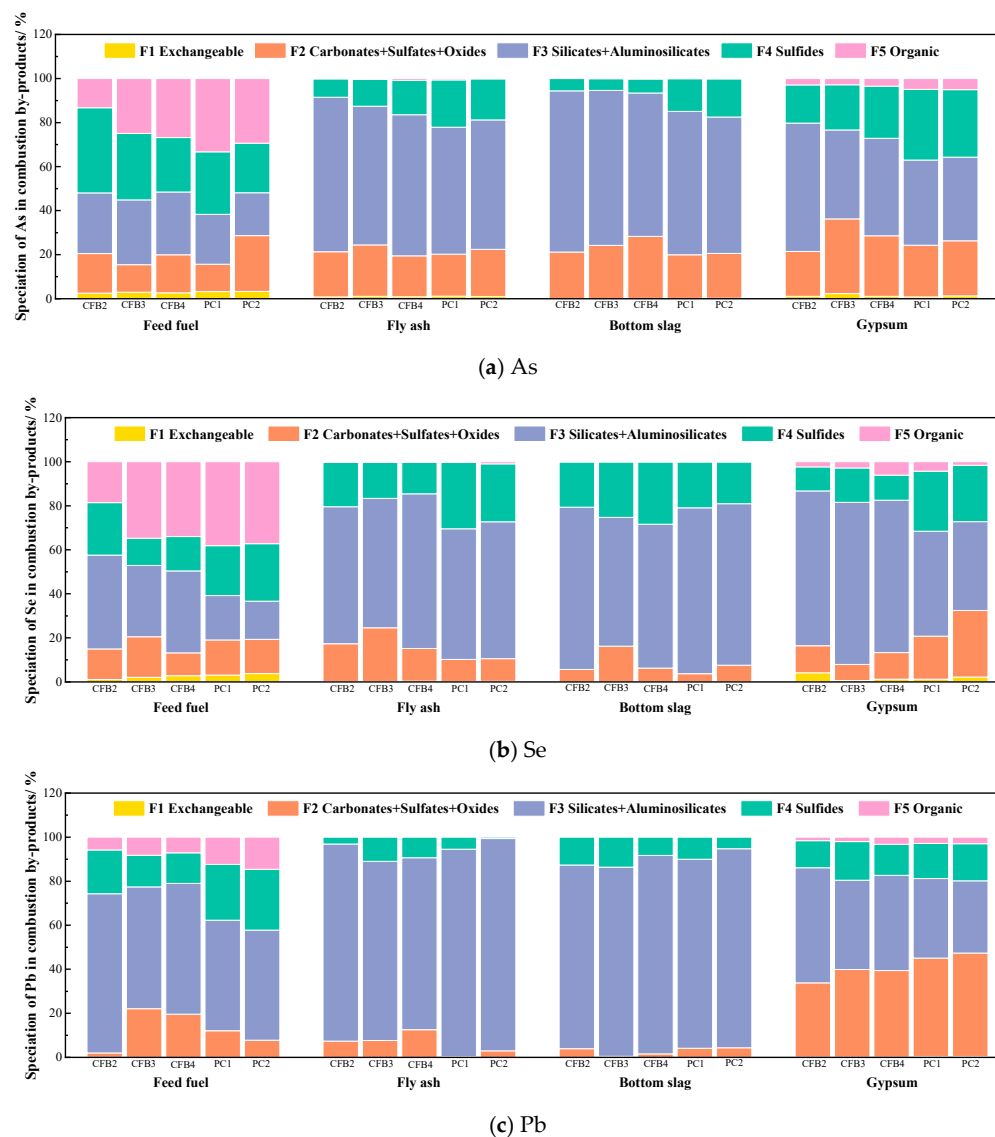 120
F1 Exchangeable F2 Carbonates+Sulfates+Oxides F3 Silicates+Aluminosilicates F4 Sulfides F5 Organic
100
80
60
40
20
0
Speciation of As in combustion by-products/ %
CFB2 CFB3 CFB4 PC1 PC2 CFB2 CFB3 CFB4 PC1 PC2 CFB2 CFB3 CFB4 PC1 PC2 CFB2 CFB3 CFB4 PC1 PC2
Feed fuel Fly ash Bottom slag Gypsum
(a) As
120
F1 Exchangeable F2 Carbonates+Sulfates+Oxides F3 Silicates+Aluminosilicates F4 Sulfides F5 Organic
100
80
60
40
20
0
Speciation of Se in combustion by-products/ %
CFB2 CFB3 CFB4 PC1 PC2 CFB2 CFB3 CFB4 PC1 PC2 CFB2 CFB3 CFB4 PC1 PC2 CFB2 CFB3 CFB4 PC1 PC2
Feed fuel Fly ash Bottom slag Gypsum
(b) Se
120
F1 Exchangeable F2 Carbonates+Sulfates+Oxides F3 Silicates+Aluminosilicates F4 Sulfides F5 Organic
100
80
60
40
20
0
Speciation of Pb in combustion by-products/ %
CFB2 CFB3 CFB4 PC1 PC2 CFB2 CFB3 CFB4 PC1 PC2 CFB2 CFB3 CFB4 PC1 PC2 CFB2 CFB3 CFB4 PC1 PC2
Feed fuel Fly ash Bottom slag Gypsum
(c) Pb